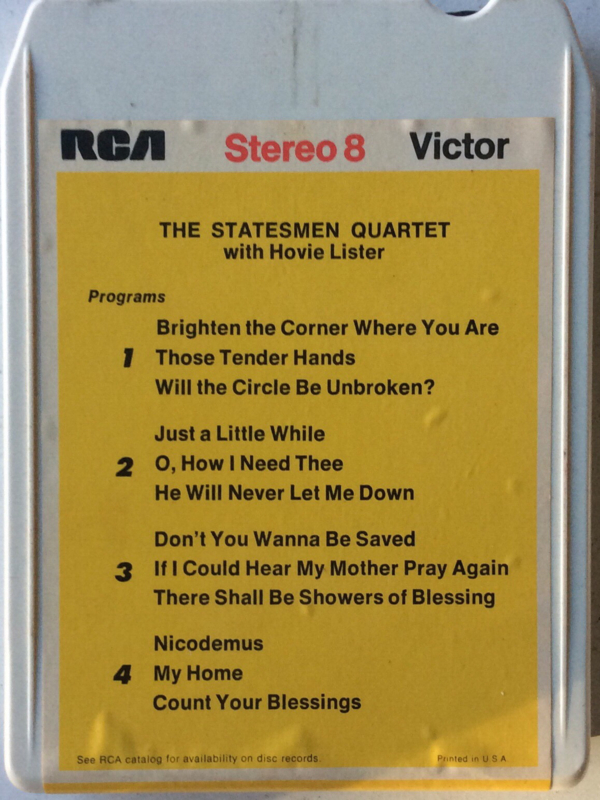 RCA Stereo 8 Victor
THE STATESMEN QUARTET
with Hovie Lister
Programs
Brighten the Corner Where You Are
1 Those Tender Hands
Will the Circle Be Unbroken?
Just a Little While
2 O, How I Need Thee
He Will Never Let Me Down
Don't You Wanna Be Saved
3 If I Could Hear My Mother Pray Again
There Shall Be Showers of Blessing
Nicodemus
4 My Home
Count Your Blessings
See RCA catalog for availability on disc records. Printed in U S A